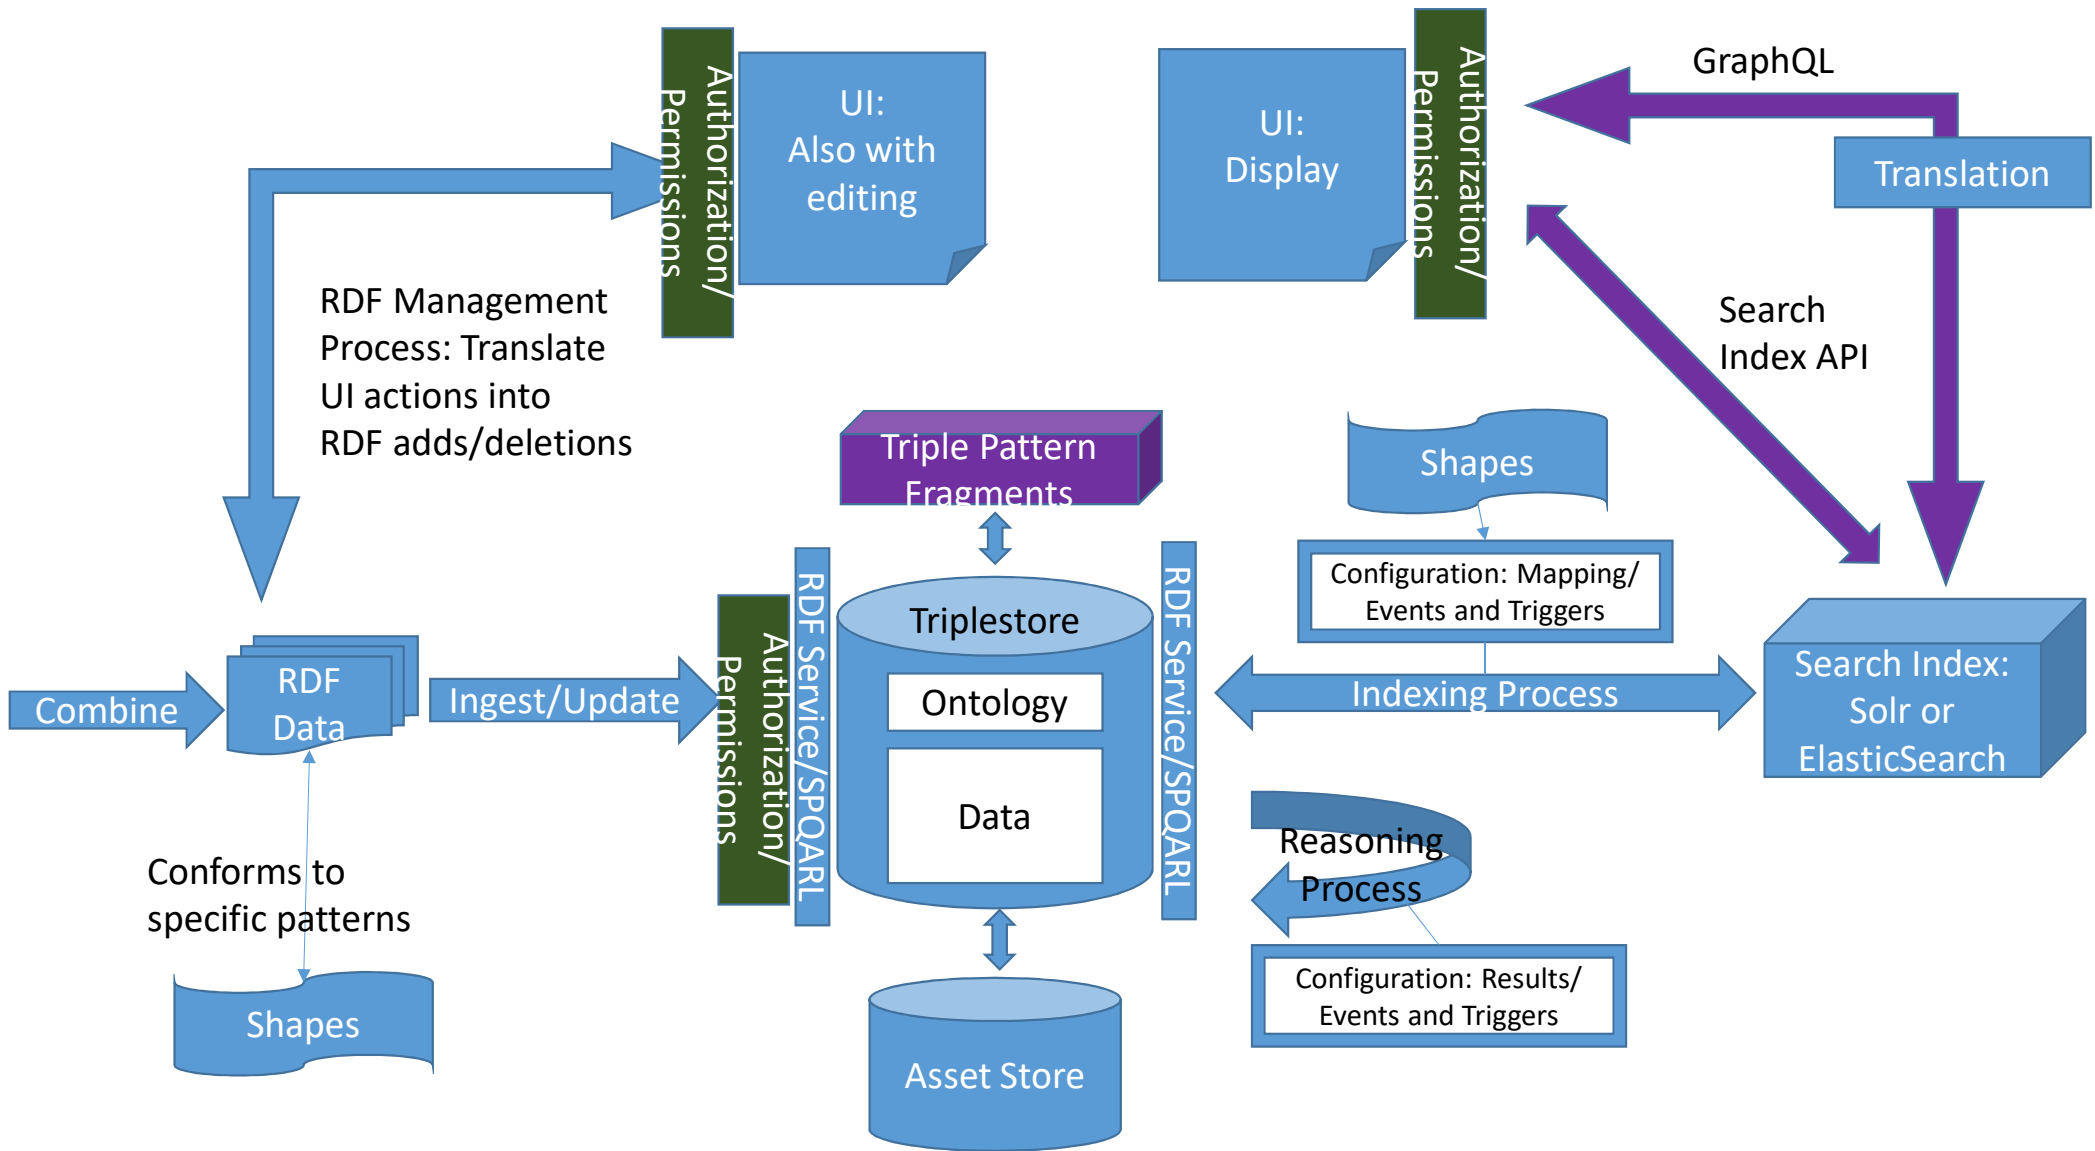 Authorization/
Permissions
UI:
Also with
editing
UI:
Display
Authorization/
Permissions
GraphQL
Translation
RDF Management
Process: Translate
UI actions into
RDF adds/deletions
Search
Index API
Triple Pattern
Fragments
Shapes
Configuration: Mapping/
Events and Triggers
Combine
RDF
Data
Ingest/Update
Authorization/
Permissions
RDF Service/SPQARL
Triplestore
Ontology
Data
RDF Service/SPQARL
Indexing Process
Search Index:
Solr or
ElasticSearch
Reasoning
Process
Conforms to
specific patterns
Configuration: Results/
Events and Triggers
Shapes
Asset Store